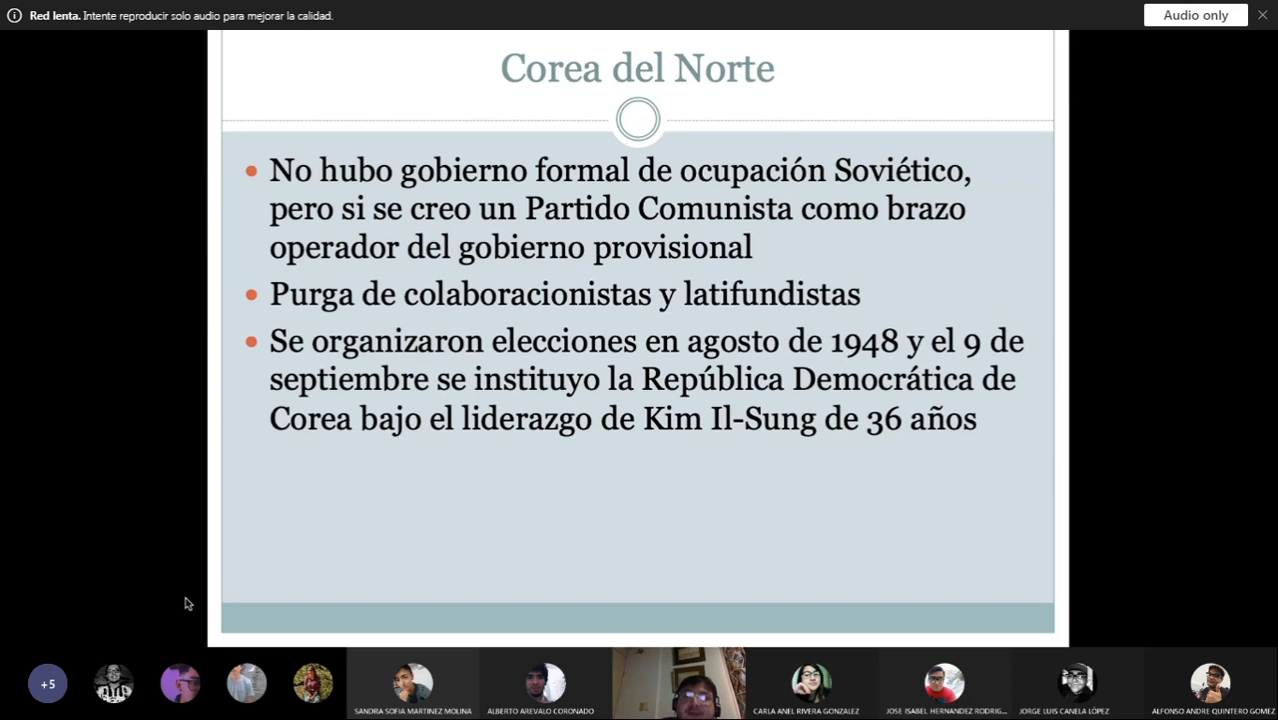 Red lenta. Intente reproducir solo audio para mejorar la calidad.
Audio only
Corea del Norte
No hubo gobierno formal de ocupación Soviético,
pero si se creo un Partido Comunista como brazo
operador del gobierno provisional
Purga de colaboracionistas y latifundistas
Se organizaron elecciones en agosto de 1948 y el 9 de
septiembre se instituyo la República Democrática de
Corea bajo el liderazgo de Kim Il-Sung de 36 años
+5
SANDRA SOFIA MARTINEZ MOLINA
ALBERTO AREVALO CORONADO
CARLA ANEL RIVERA GONZALEZ
JOSE ISABEL HERNANDEZ RODRIG...
JORGE LUIS CANELA LÓPEZ
ALFONSO ANDRE QUINTERO GOMEZ